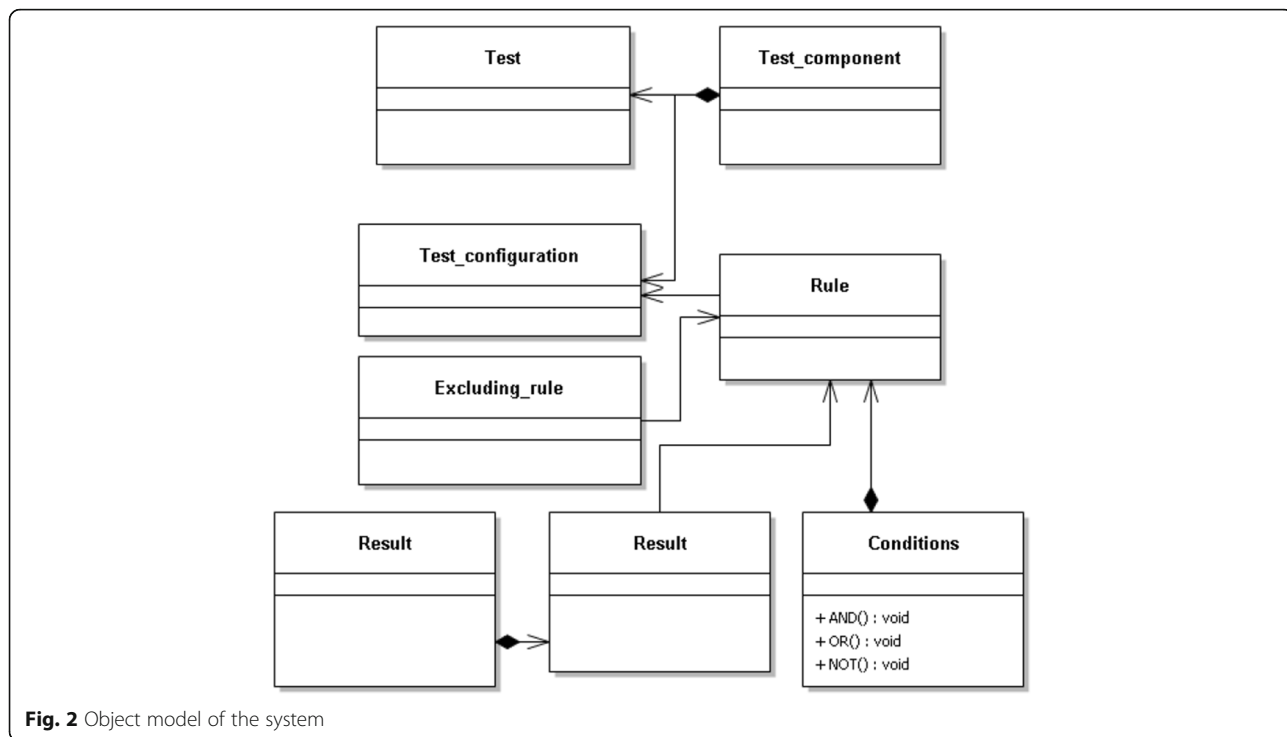 Test
Test_component
Test_configuration
Rule
Excluding_rule
Result
Result
Conditions
+ AND() : void
+ OR() : void
+ NOT() : void
Fig. 2 Object model of the system